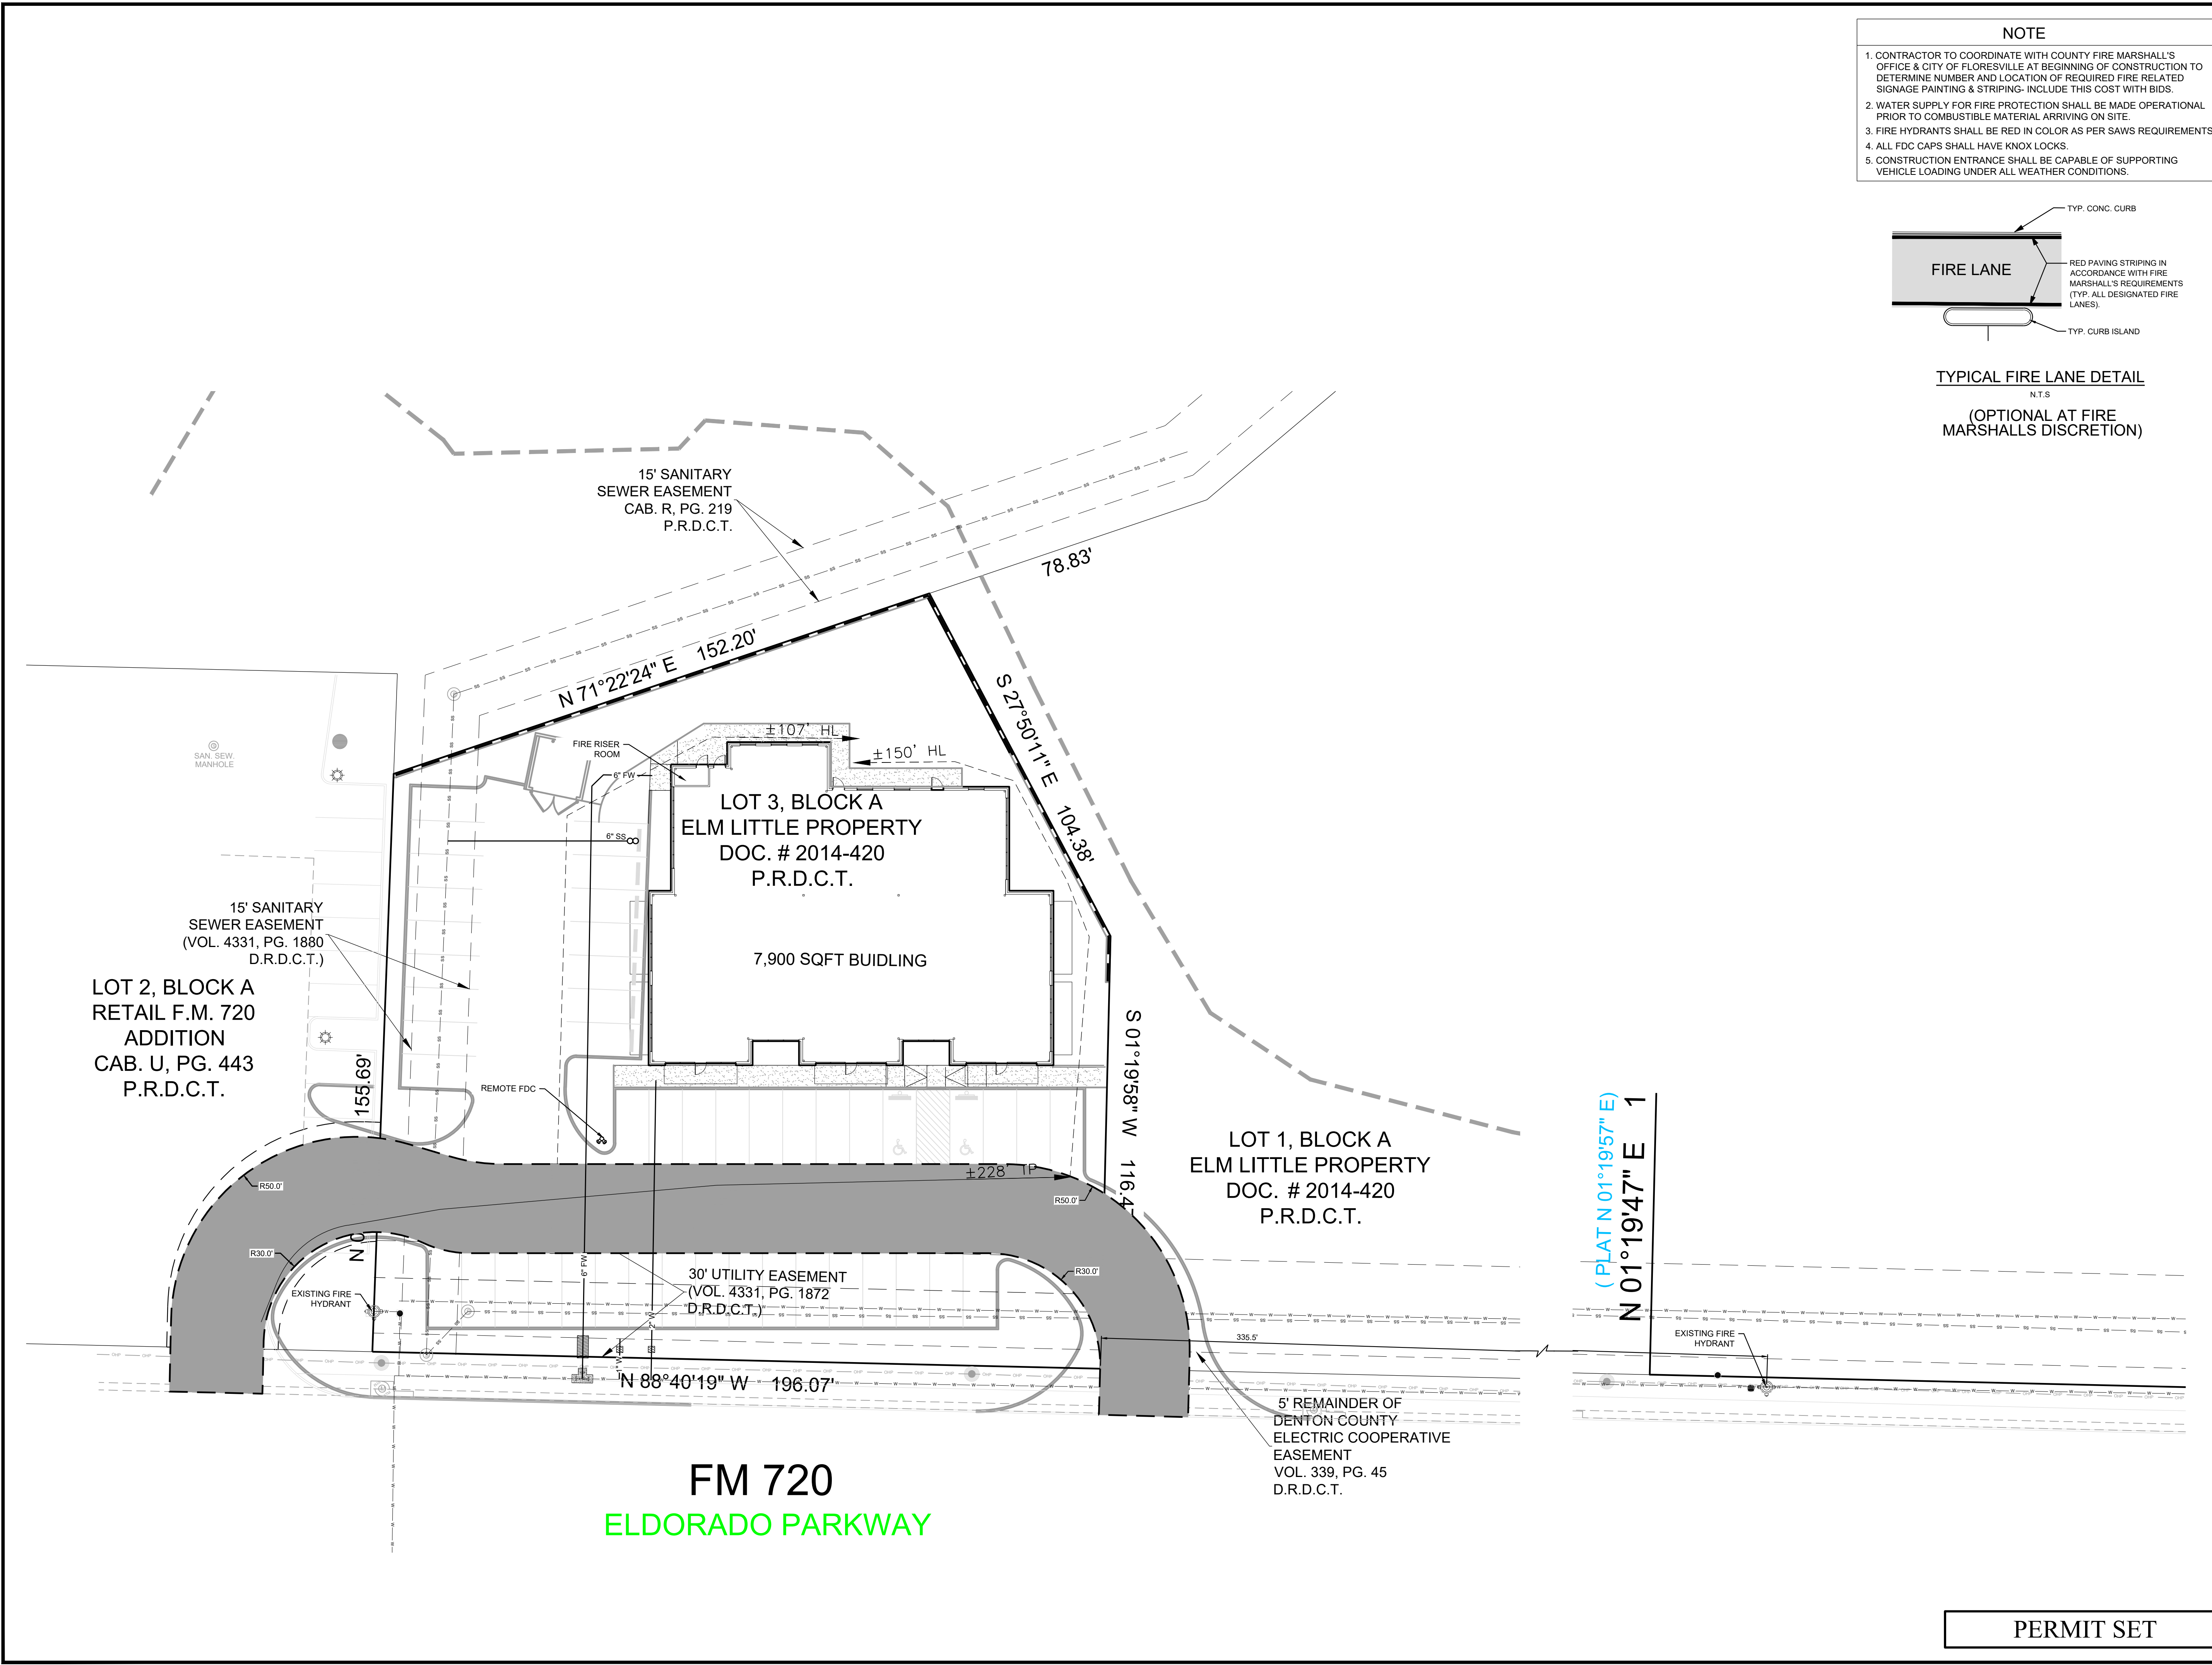 NOTE
1. CONTRACTOR TO COORDINATE WITH COUNTY FIRE MARSHALL'S
OFFICE & CITY OF FLORESVILLE AT BEGINNING OF CONSTRUCTION TO
DETERMINE NUMBER AND LOCATION OF REQUIRED FIRE RELATED
SIGNAGE PAINTING & STRIPING- INCLUDE THIS COST WITH BIDS.
2. WATER SUPPLY FOR FIRE PROTECTION SHALL BE MADE OPERATIONAL
PRIOR TO COMBUSTIBLE MATERIAL ARRIVING ON SITE.
3. FIRE HYDRANTS SHALL BE RED IN COLOR AS PER SAWS REQUIREMENTS
4. ALL FDC CAPS SHALL HAVE KNOX LOCKS.
5. CONSTRUCTION ENTRANCE SHALL BE CAPABLE OF SUPPORTING
VEHICLE LOADING UNDER ALL WEATHER CONDITIONS.
TYP. CONC. CURB
FIRE LANE
RED PAVING STRIPING IN
ACCORDANCE WITH FIRE
MARSHALL'S REQUIREMENTS
(TYP. ALL DESIGNATED FIRE
LANES).
TYP. CURB ISLAND
TYPICAL FIRE LANE DETAIL
N.T.S
(OPTIONAL AT FIRE
MARSHALLS DISCRETION)
15' SANITARY
SEWER EASEMENT
CAB. R, PG. 219
P.R.D.C.T.
78.83'
N 71°22'24" E 152.20'
S 27°50'11" E 104.38'
SAN. SEW.
MANHOLE
FIRE RISER
ROOM
±107' HL
±150' HL
6" FW
6" SS
LOT 3, BLOCK A
ELM LITTLE PROPERTY
DOC. # 2014-420
P.R.D.C.T.
7,900 SQFT BUIDLING
15' SANITARY
SEWER EASEMENT
(VOL. 4331, PG. 1880
D.R.D.C.T.)
LOT 2, BLOCK A
RETAIL F.M. 720
ADDITION
CAB. U, PG. 443
P.R.D.C.T.
155.69'
N 0
REMOTE FDC
S 01°19'58" W 116.4
LOT 1, BLOCK A
ELM LITTLE PROPERTY
DOC. # 2014-420
P.R.D.C.T.
( PLAT N 01°19'57" E)
N 01°19'47" E 1
±228' TP
R50.0'
R50.0'
R30.0'
R30.0'
6" FW
30' UTILITY EASEMENT
(VOL. 4331, PG. 1872
D.R.D.C.T.)
EXISTING FIRE
HYDRANT
2" W
1" W
335.5'
EXISTING FIRE
HYDRANT
N 88°40'19" W 196.07'
5' REMAINDER OF
DENTON COUNTY
ELECTRIC COOPERATIVE
EASEMENT
VOL. 339, PG. 45
D.R.D.C.T.
FM 720
ELDORADO PARKWAY
PERMIT SET